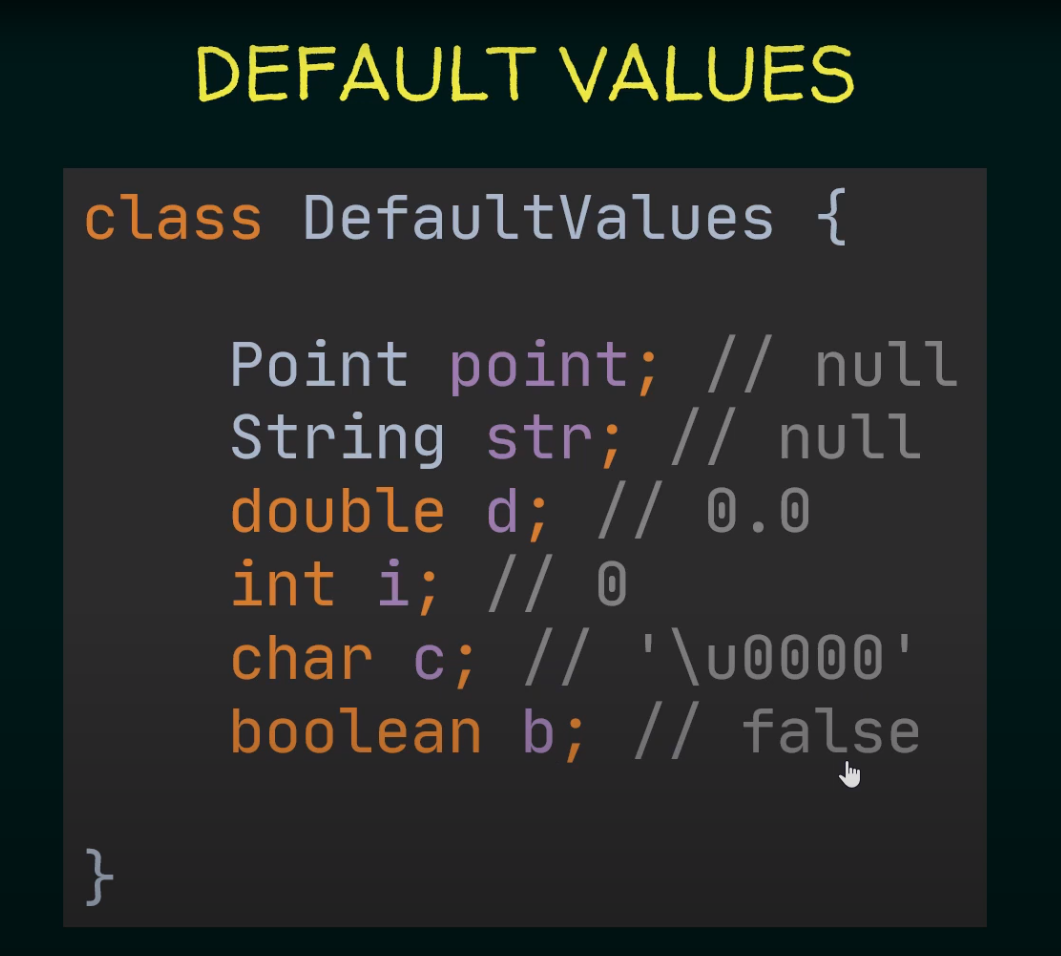 DEFAULT VALUES
class DefaultValues {
Point point; // null
String str; // null
double d; // 0.0
int i; // 0
char c; // '\u0000'
boolean b; // false
}